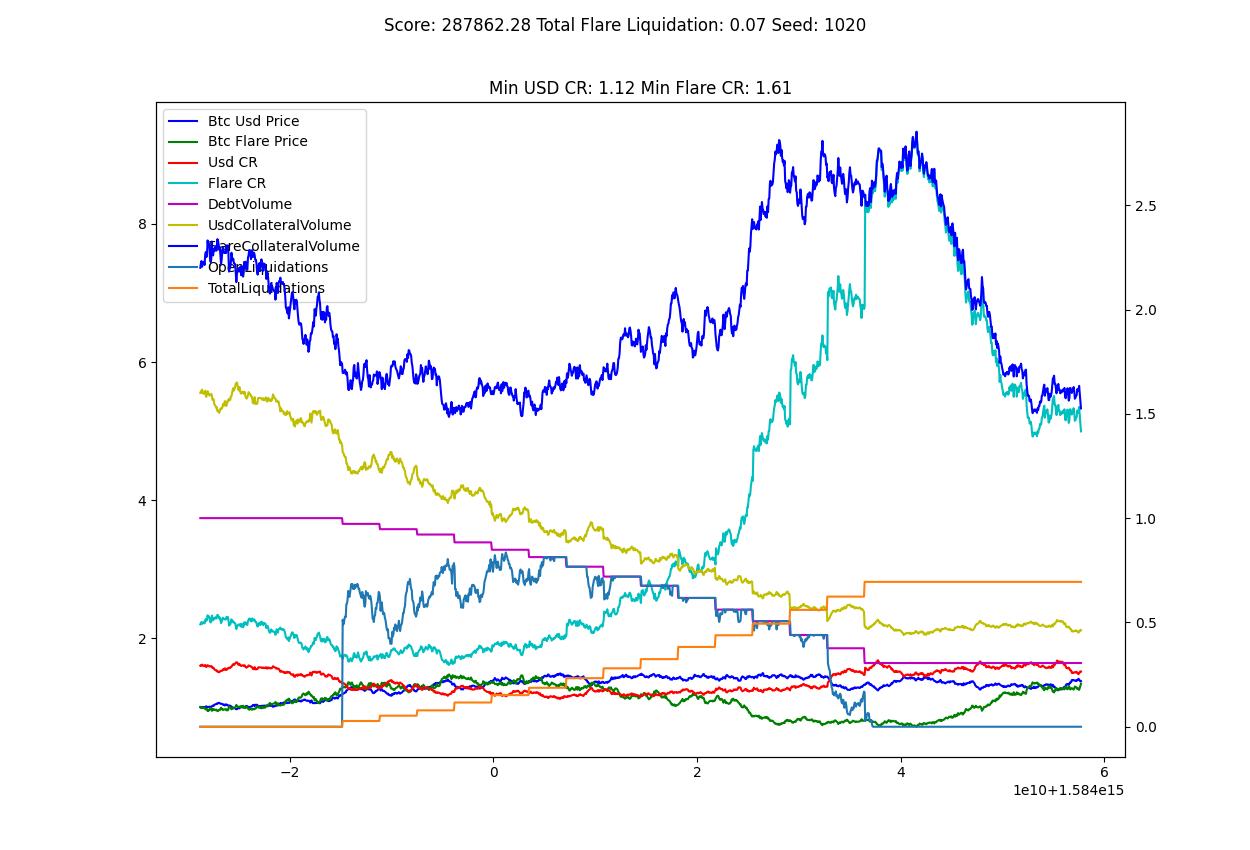 Score: 287862.28 Total Flare Liquidation: 0.07 Seed: 1020
Min USD CR: 1.12 Min Flare CR: 1.61
Btc Usd Price
Btc Flare Price
Usd CR
Flare CR
DebtVolume
UsdCollateralVolume
FlareCollateralVolume
OpenLiquidations
TotalLiquidations
8
6
4
2
2.5
2.0
1.5
1.0
0.5
0.0
−2
0
2
4
6
1e10+1.584e15